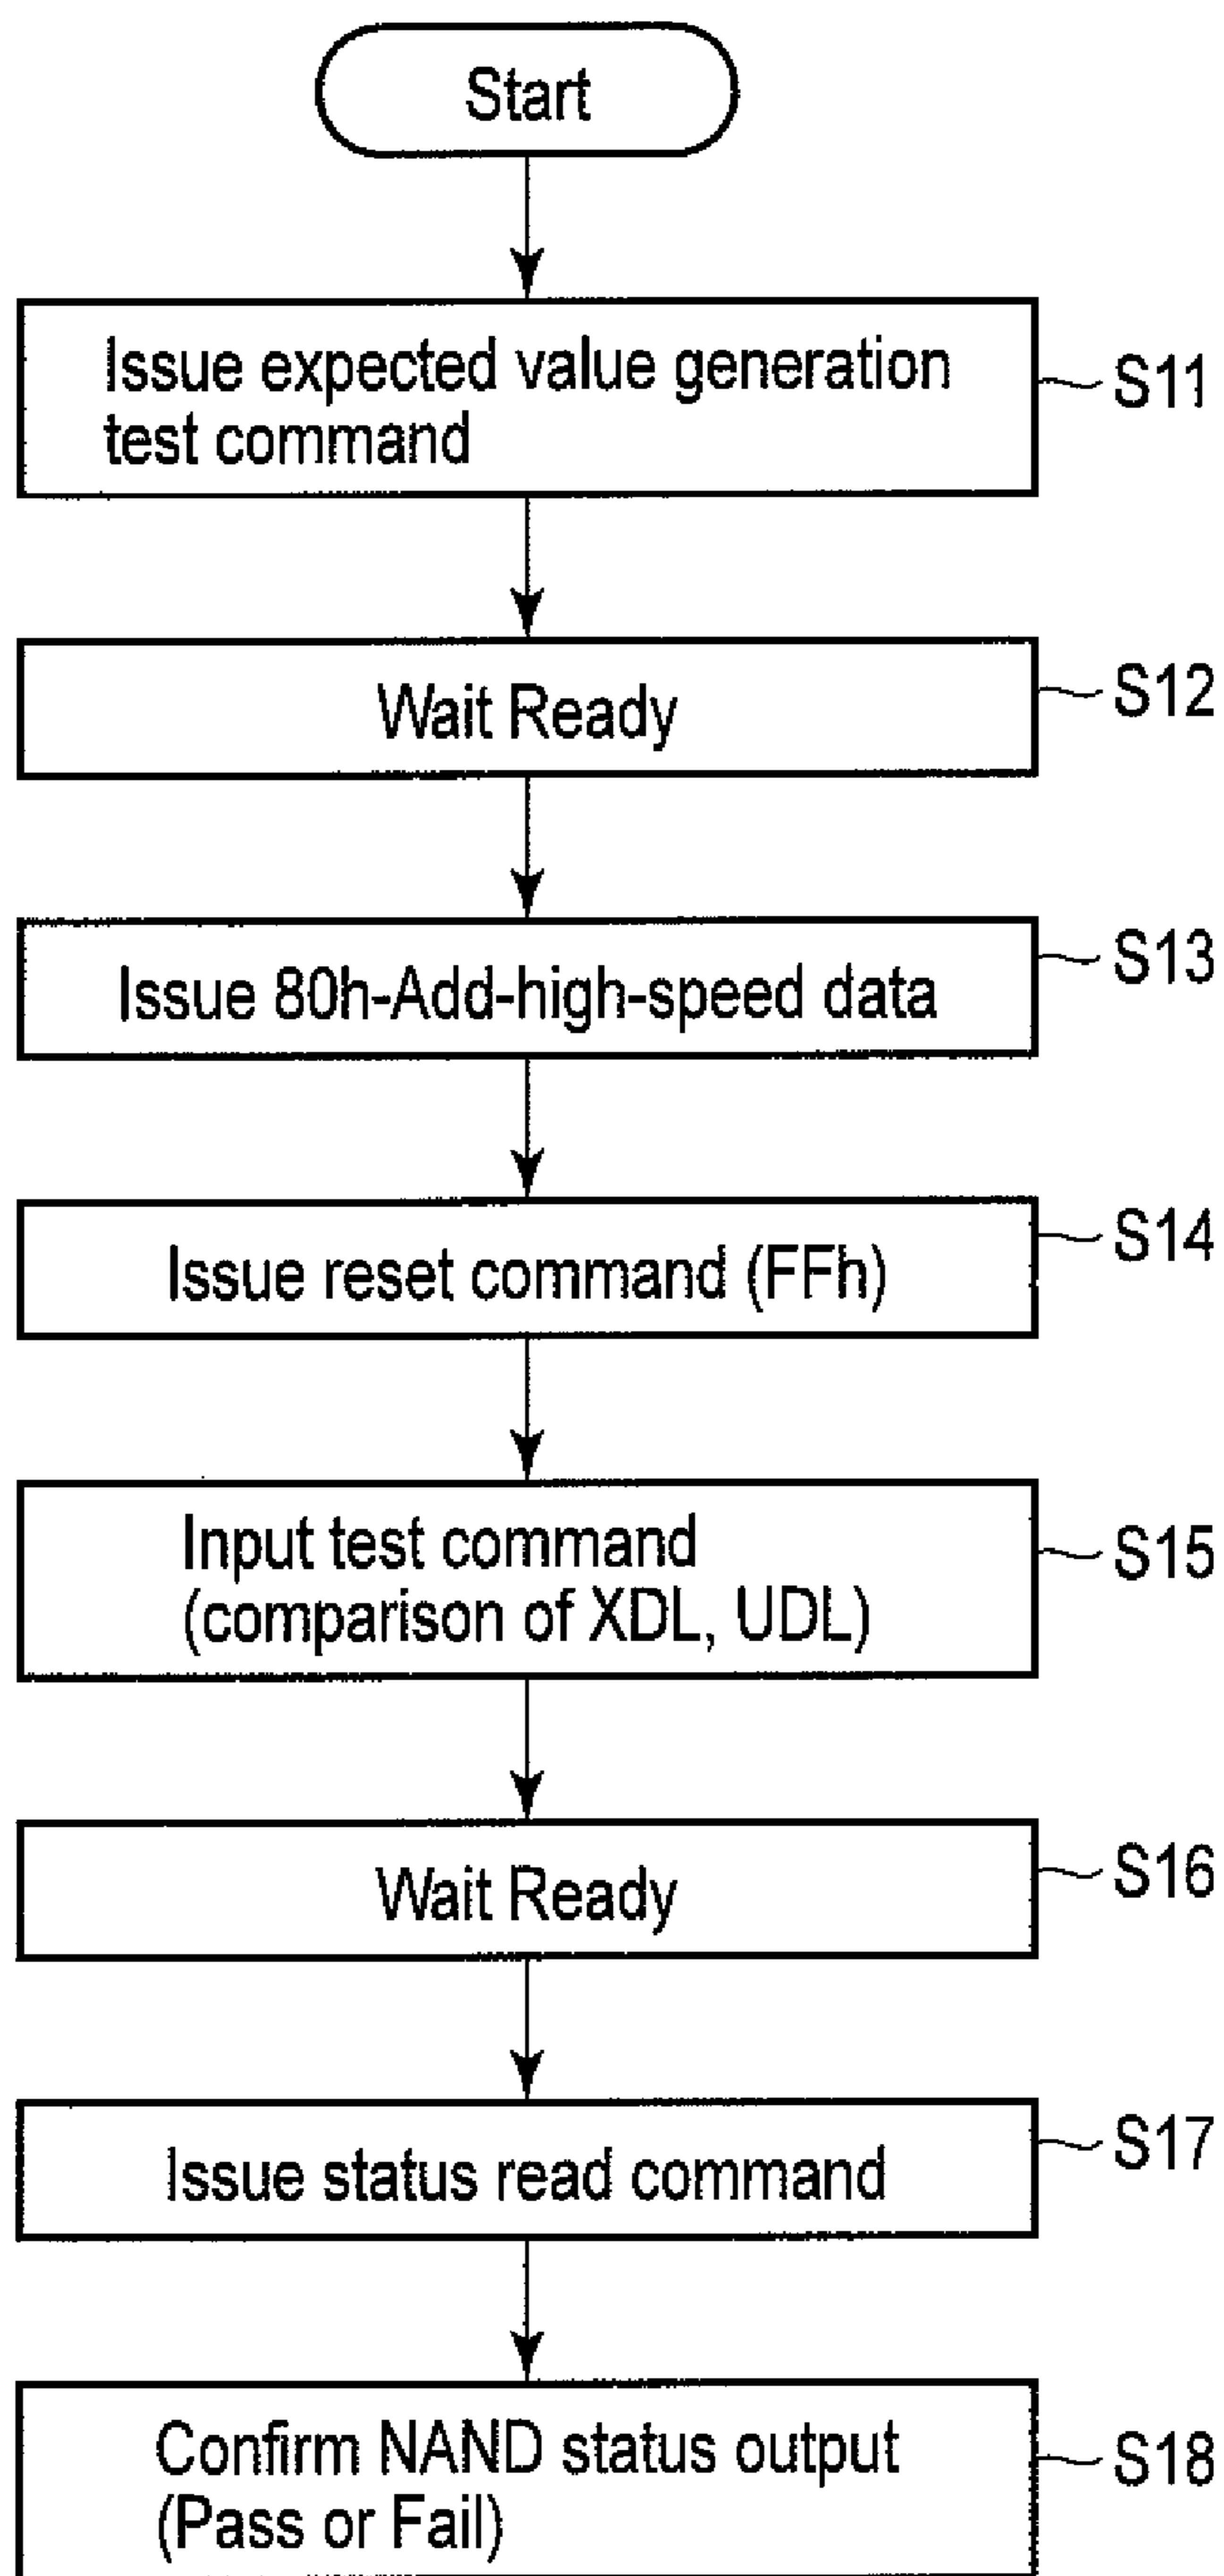 Start
Issue expected value generation
test command
S11
Wait Ready
S12
Issue 80h-Add-high-speed data
S13
Issue reset command (FFh)
S14
Input test command
(comparison of XDL, UDL)
S15
Wait Ready
S16
Issue status read command
S17
Confirm NAND status output
(Pass or Fail)
S18